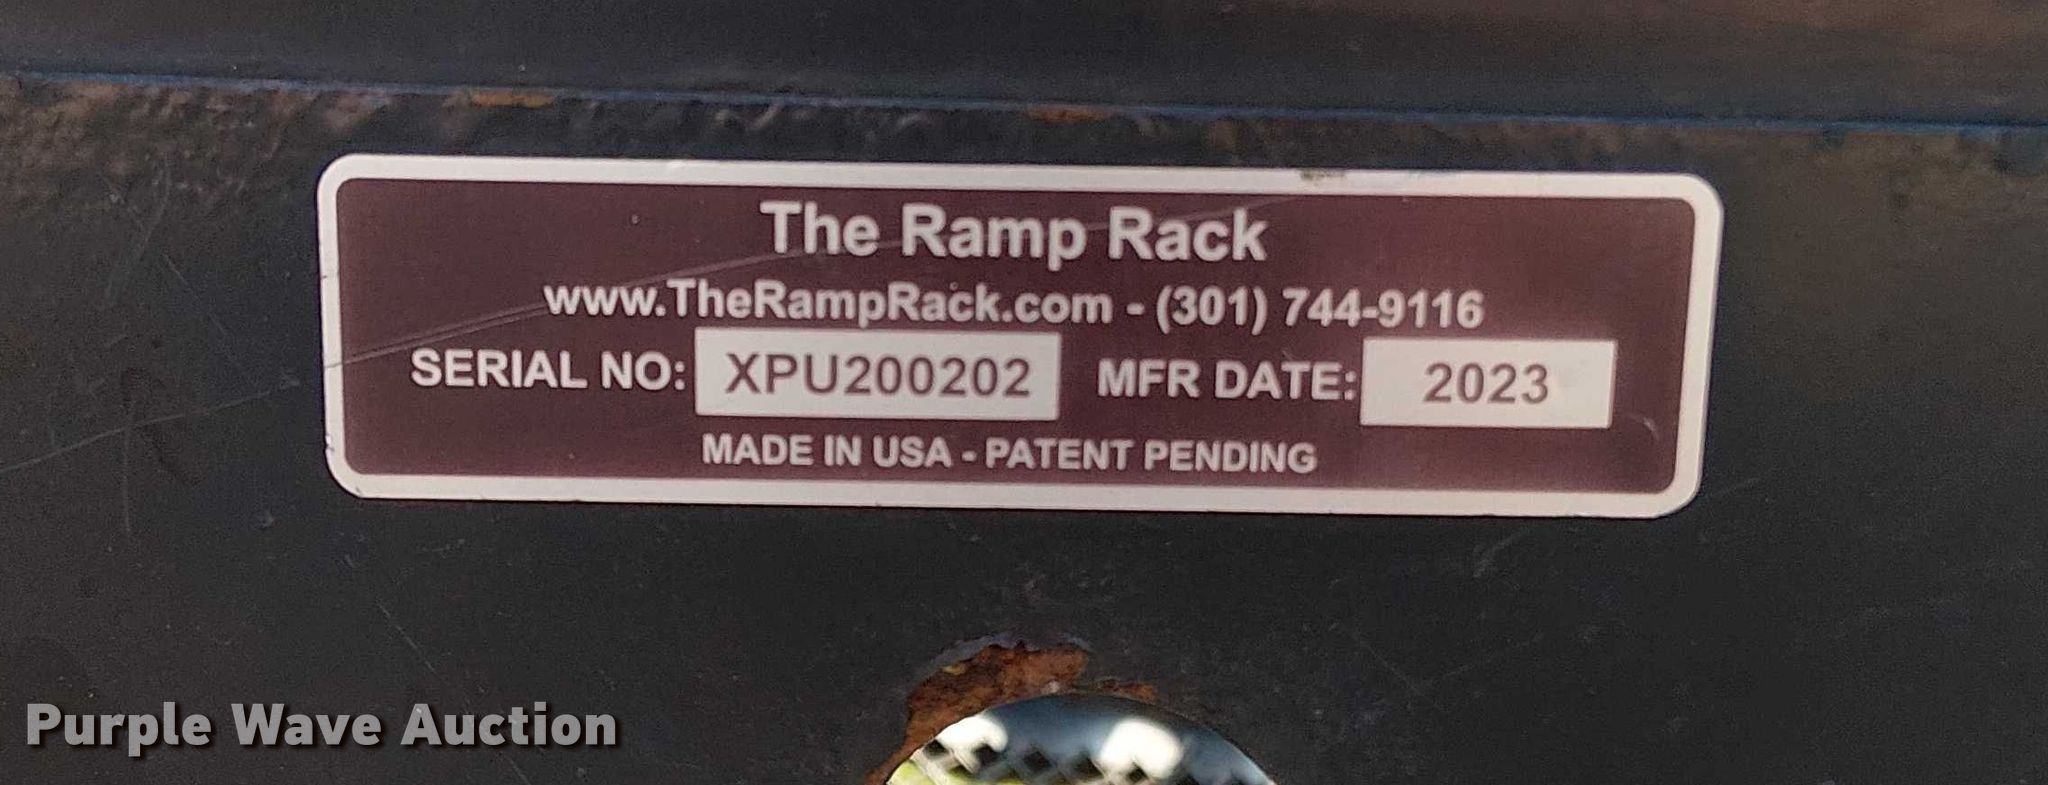 The Ramp Rack
www.TheRampRack.com - (301) 744-9116
SERIAL NO: XPU200202 MFR DATE: 2023
MADE IN USA - PATENT PENDING
Purple Wave Auction